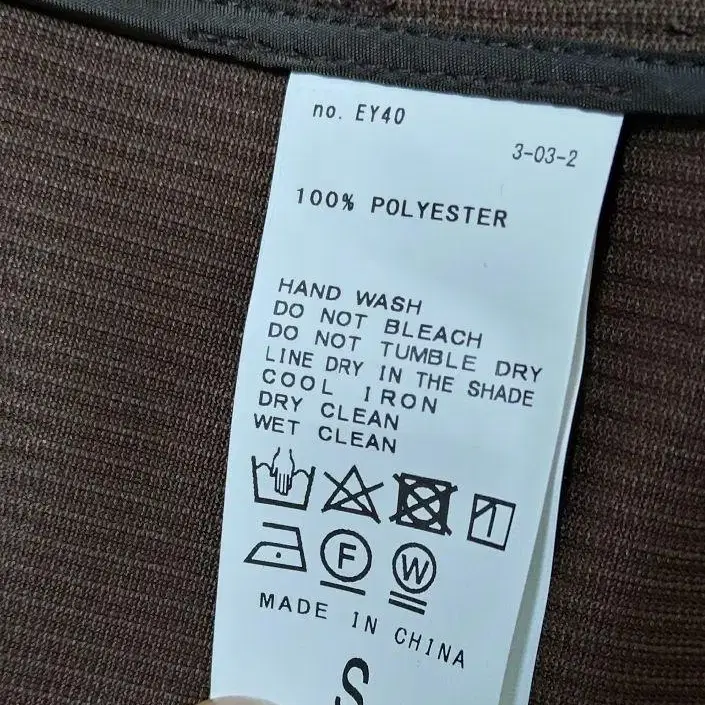 no. EY40
3-03-2
100% POLYESTER
HAND WASH
DO NOT BLEACH
DO NOT TUMBLE DRY
LINE DRY IN THE SHADE
COOL IRON
DRY CLEAN
WET CLEAN
F W
MADE IN CHINA
S